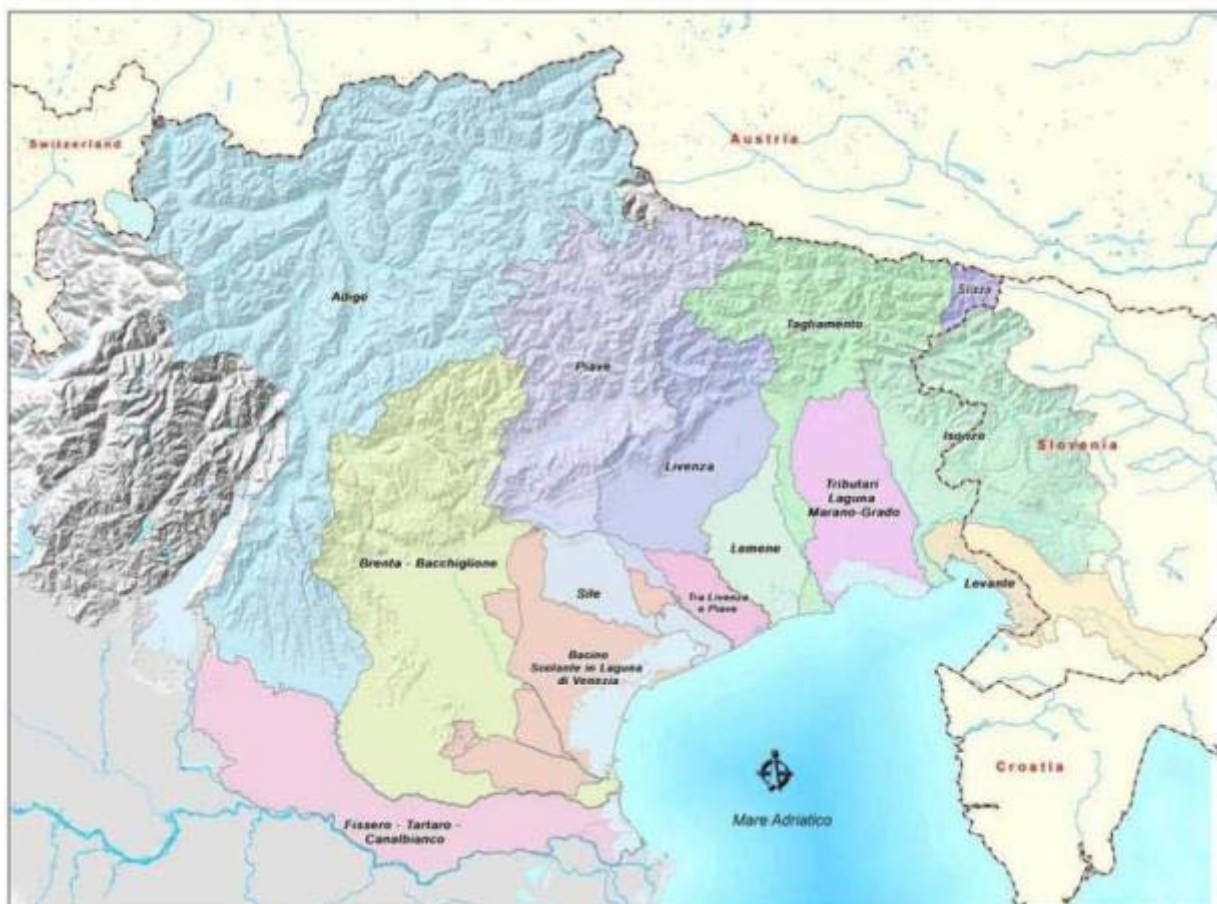 Austria
Switzerland
Slizza
Adige
Tagliamento
Piave
Isonzo
Slovenia
Livenza
Tributari
Laguna
Marano-Grado
Lemene
Brenta - Bacchiglione
Levante
Sile
Tra Livenza
e Piave
Bacino
Scolante in Laguna
di Venezia
Croatia
Mare Adriatico
Fissero - Tartaro -
Canalbianco